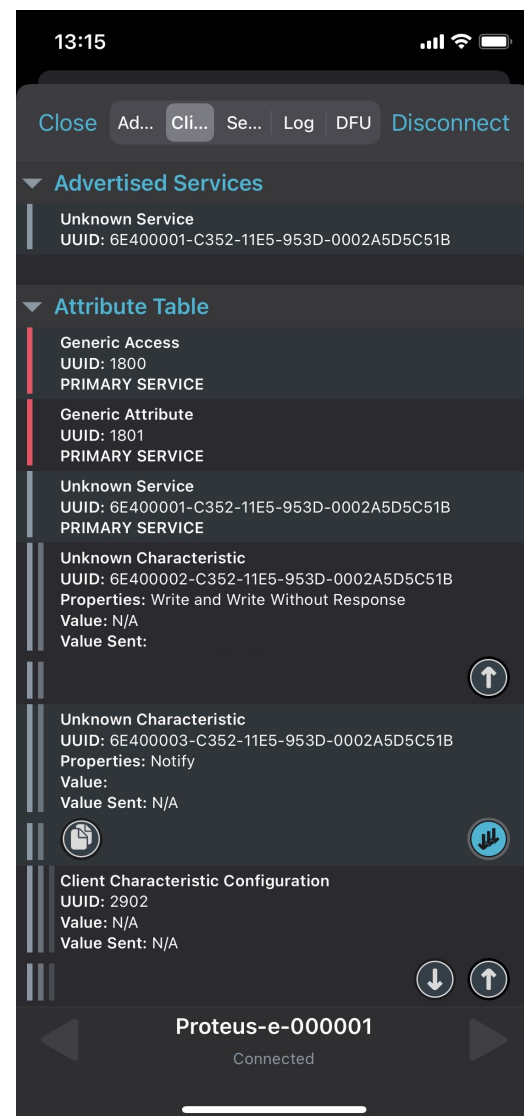 13:15
Close Ad... Cli... Se... Log DFU Disconnect
Advertised Services
Unknown Service
UUID: 6E400001-C352-11E5-953D-0002A5D5C51B
Attribute Table
Generic Access
UUID: 1800
PRIMARY SERVICE
Generic Attribute
UUID: 1801
PRIMARY SERVICE
Unknown Service
UUID: 6E400001-C352-11E5-953D-0002A5D5C51B
PRIMARY SERVICE
Unknown Characteristic
UUID: 6E400002-C352-11E5-953D-0002A5D5C51B
Properties: Write and Write Without Response
Value: N/A
Value Sent:
Unknown Characteristic
UUID: 6E400003-C352-11E5-953D-0002A5D5C51B
Properties: Notify
Value:
Value Sent: N/A
Client Characteristic Configuration
UUID: 2902
Value: N/A
Value Sent: N/A
Proteus-e-000001
Connected